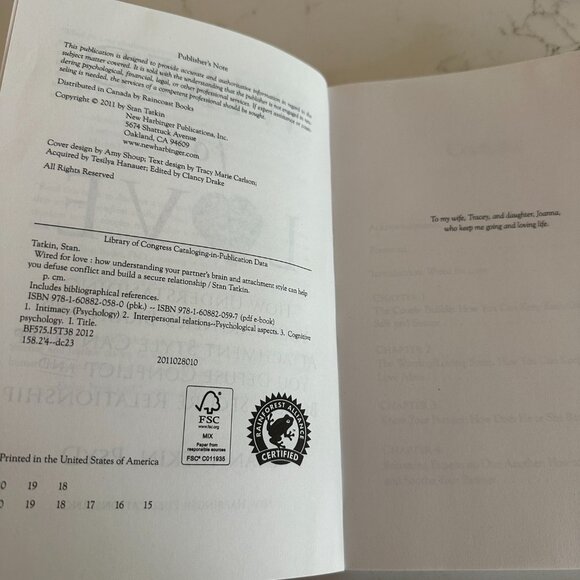 Publisher's Note
This publication is designed to provide accurate and authoritative information in regard to the
subject matter covered. It is sold with the understanding that the publisher is not engaged in ren-
dering psychological, financial, legal, or other professional services. If expert assistance or coun-
seling is needed, the services of a competent professional should be sought.
Distributed in Canada by Raincoast Books
Copyright © 2011 by Stan Tatkin
New Harbinger Publications, Inc.
5674 Shattuck Avenue
Oakland, CA 94609
www.newharbinger.com
Cover design by Amy Shoup; Text design by Tracy Marie Carlson;
Acquired by Tesilya Hanauer; Edited by Clancy Drake
All Rights Reserved
Library of Congress Cataloging-in-Publication Data
Tatkin, Stan.
Wired for love : how understanding your partner's brain and attachment style can help
you defuse conflict and build a secure relationship / Stan Tatkin.
p. cm.
Includes bibliographical references.
ISBN 978-1-60882-058-0 (pbk.) -- ISBN 978-1-60882-059-7 (pdf e-book)
1. Intimacy (Psychology) 2. Interpersonal relations--Psychological aspects. 3. Cognitive
psychology. I. Title.
BF575.I5T38 2012
158.2'4--dc23
2011028010
FSC
www.fsc.org
MIX
Paper from
responsible sources
FSC® C011935
RAINFOREST ALLIANCE
CERTIFIED
Printed in the United States of America
0 19 18
0 19 18 17 16 15
To my wife, Tracey, and daughter, Joanna,
who keep me going and loving life.